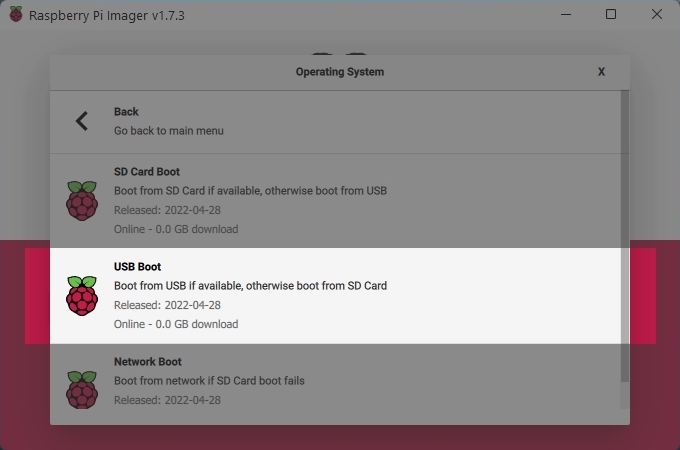 Raspberry Pi Imager v1.7.3
Operating System
X
Back
Go back to main menu
SD Card Boot
Boot from SD Card if available, otherwise boot from USB
Released: 2022-04-28
Online - 0.0 GB download
USB Boot
Boot from USB if available, otherwise boot from SD Card
Released: 2022-04-28
Online - 0.0 GB download
Network Boot
Boot from network if SD Card boot fails
Released: 2022-04-28